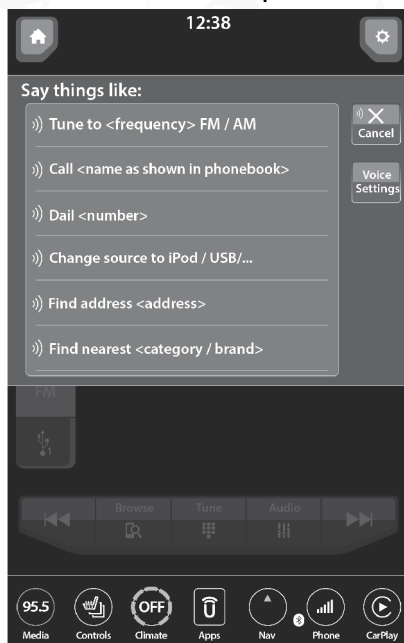 12:38
Say things like:
Tune to <frequency> FM / AM
Cancel
Call <name as shown in phonebook>
Voice
Settings
Dail <number>
Change source to iPod / USB/...
Find address <address>
Find nearest <category / brand>
FM
1
Browse Tune Audio
95.5 OFF
Media Controls Climate Apps Nav Phone CarPlay